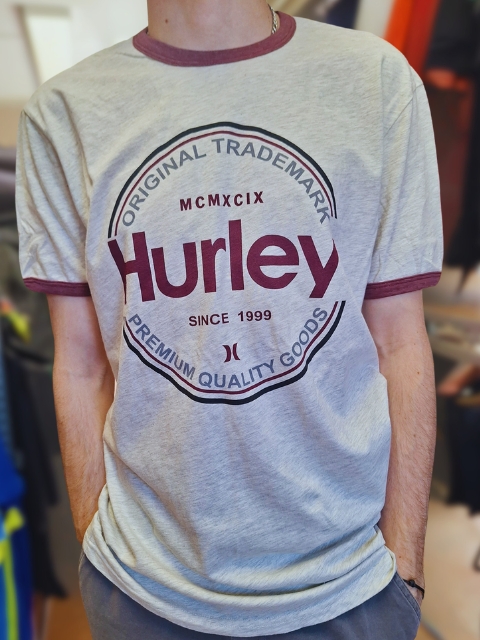 ORIGINAL TRADEMARK
MCMXCIX
Hurley
SINCE 1999
PREMIUM QUALITY GOODS